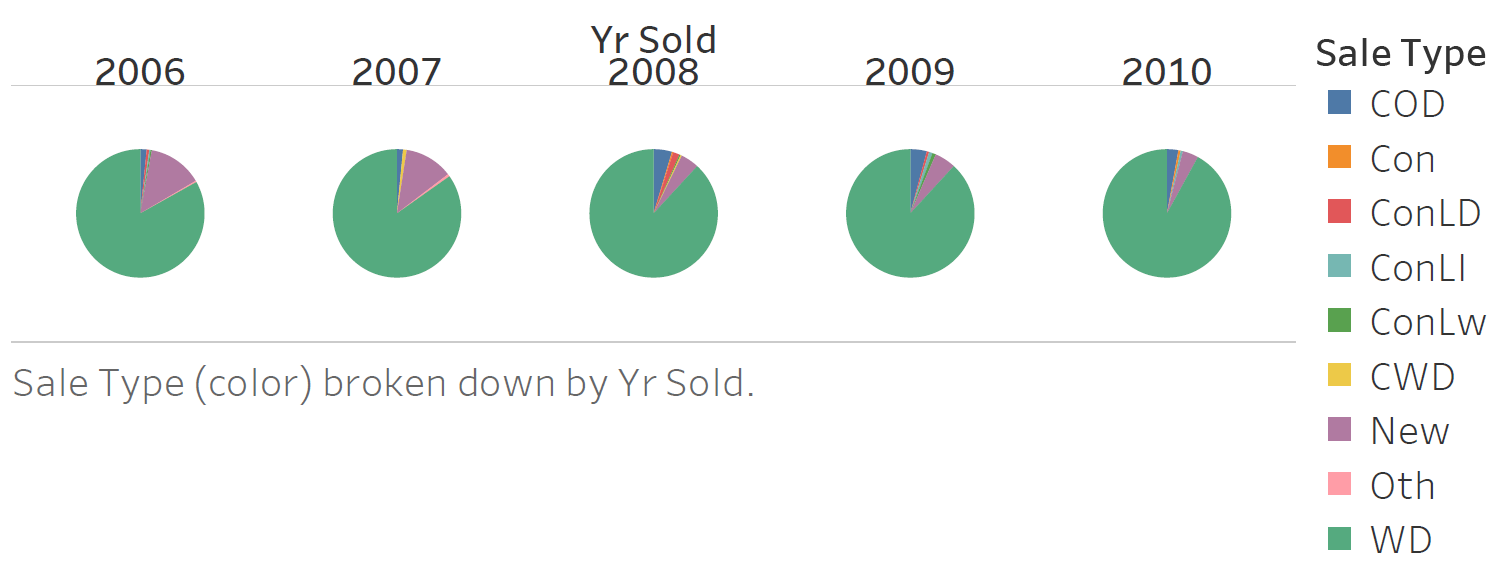 Yr Sold
2006 2007 2008 2009 2010
Sale Type
COD
Con
ConLD
ConLI
ConLw
CWD
New
Oth
WD
Sale Type (color) broken down by Yr Sold.